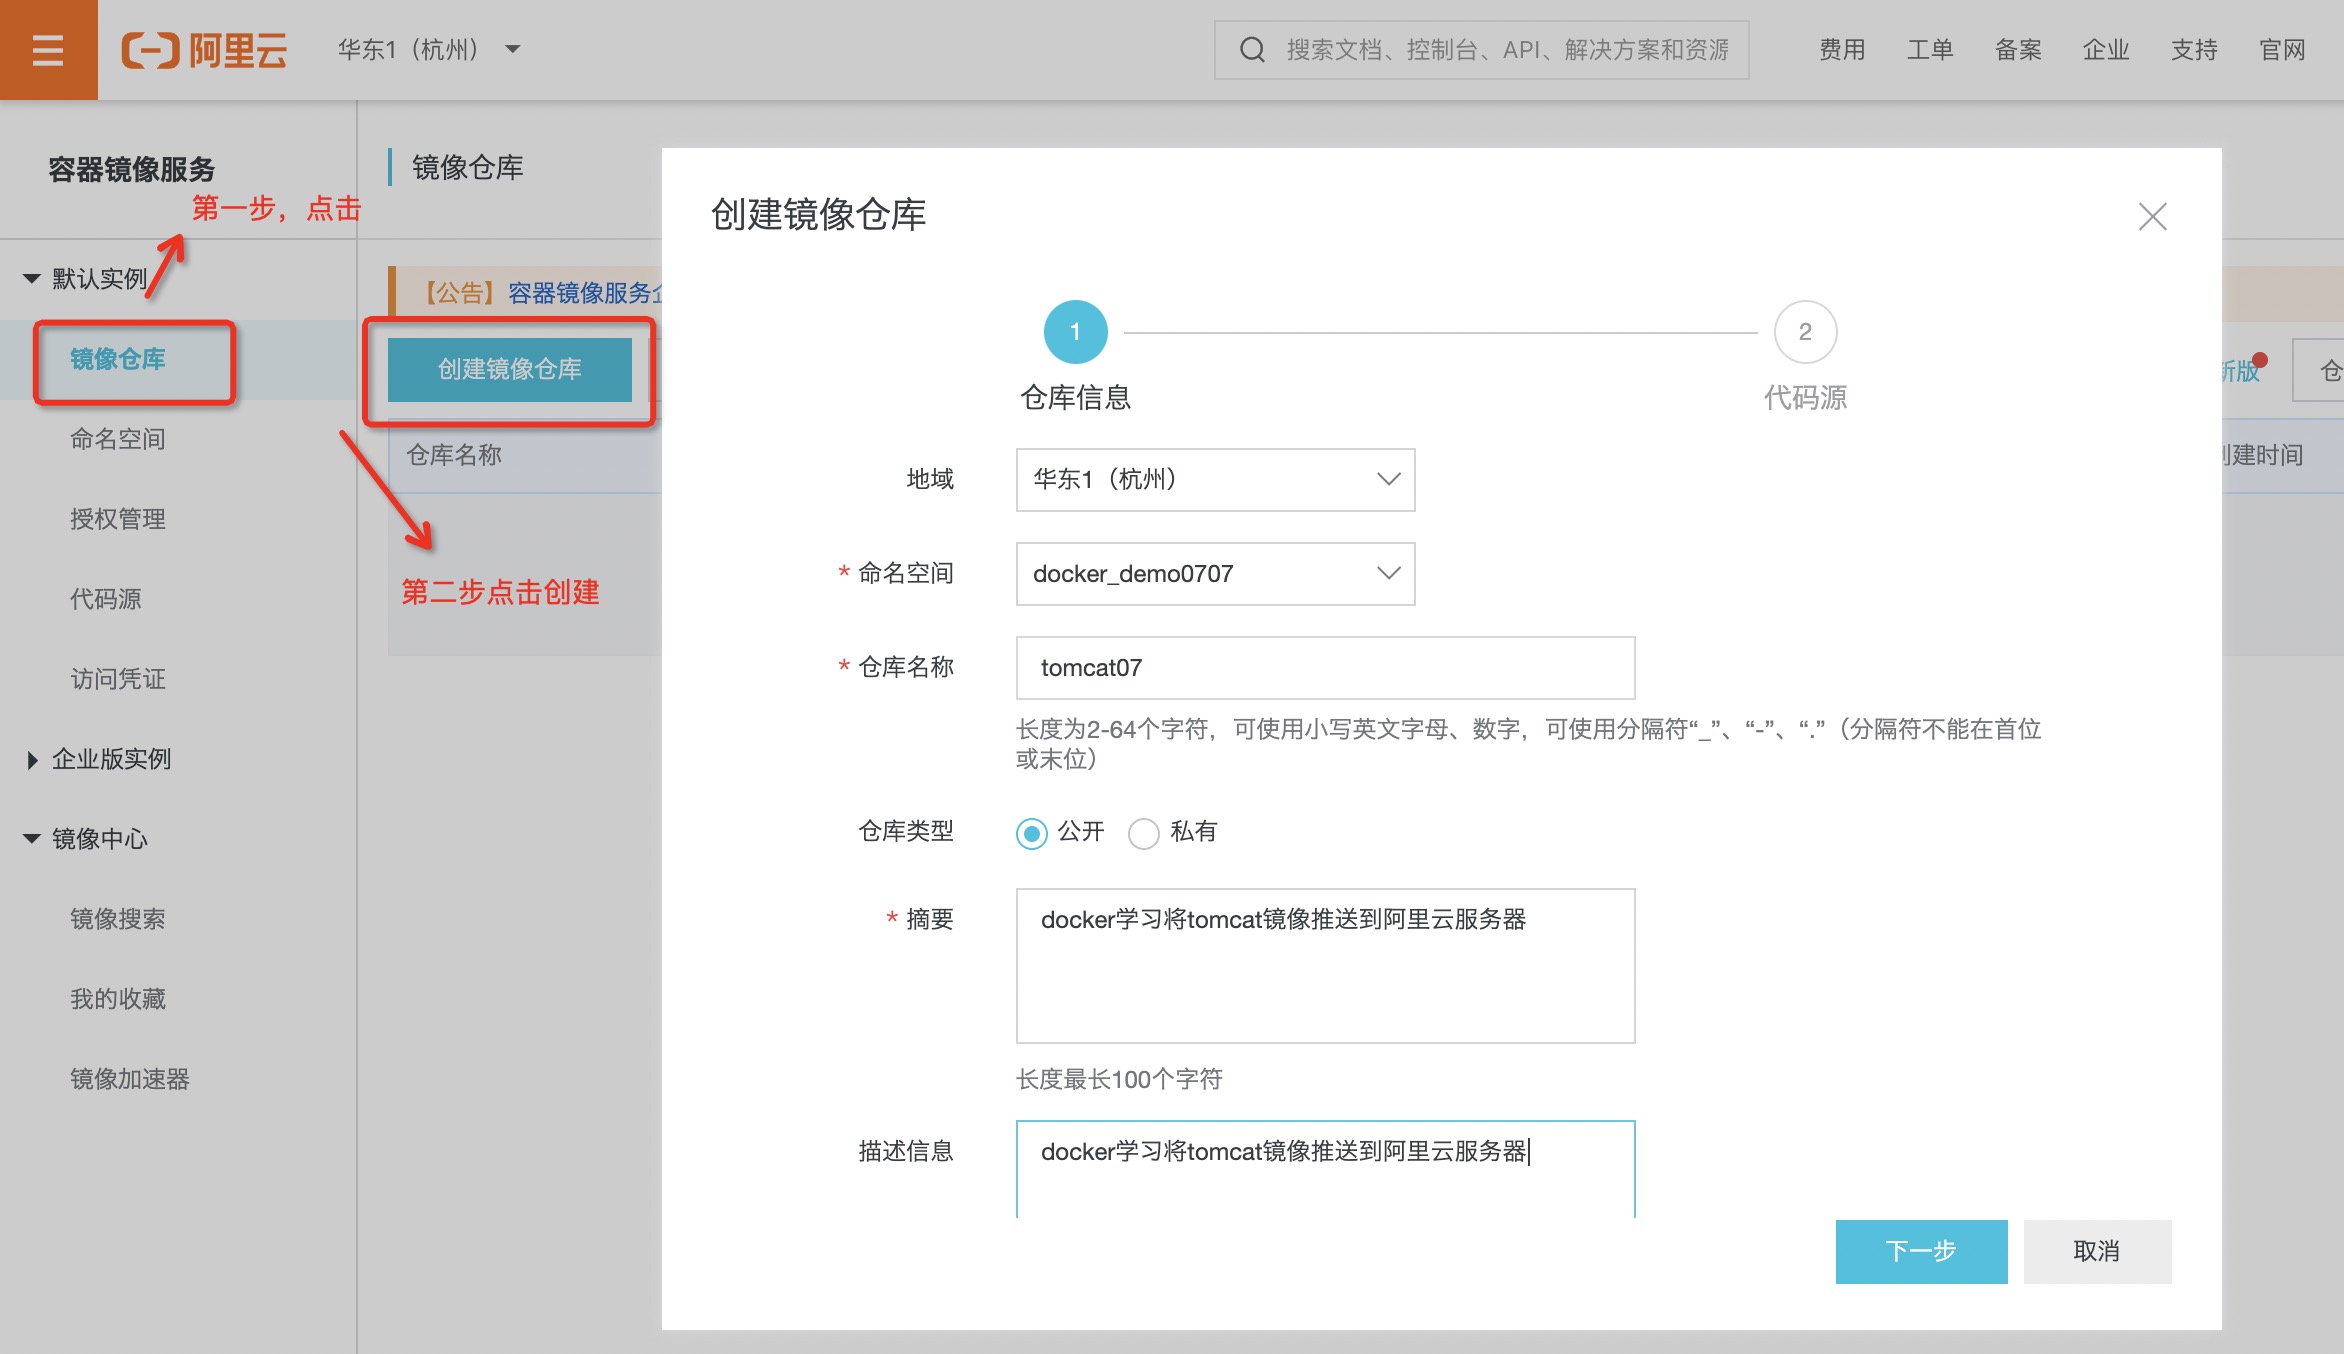 阿里云
华东1（杭州）
搜索文档、控制台、API、解决方案和资源
费用 工单 备案 企业 支持 官网
容器镜像服务
第一步，点击
默认实例
镜像仓库
命名空间
授权管理
代码源
访问凭证
企业版实例
镜像中心
镜像搜索
我的收藏
镜像加速器
镜像仓库
【公告】容器镜像服务
创建镜像仓库
仓库名称
第二步点击创建
新版
仓
创建时间
创建镜像仓库
1
2
仓库信息
代码源
地域 华东1（杭州）
* 命名空间 docker_demo0707
* 仓库名称 tomcat07
长度为2-64个字符，可使用小写英文字母、数字，可使用分隔符“_”、“-”、“.”（分隔符不能在首位
或末位）
仓库类型 公开 私有
* 摘要 docker学习将tomcat镜像推送到阿里云服务器
长度最长100个字符
描述信息 docker学习将tomcat镜像推送到阿里云服务器
下一步 取消